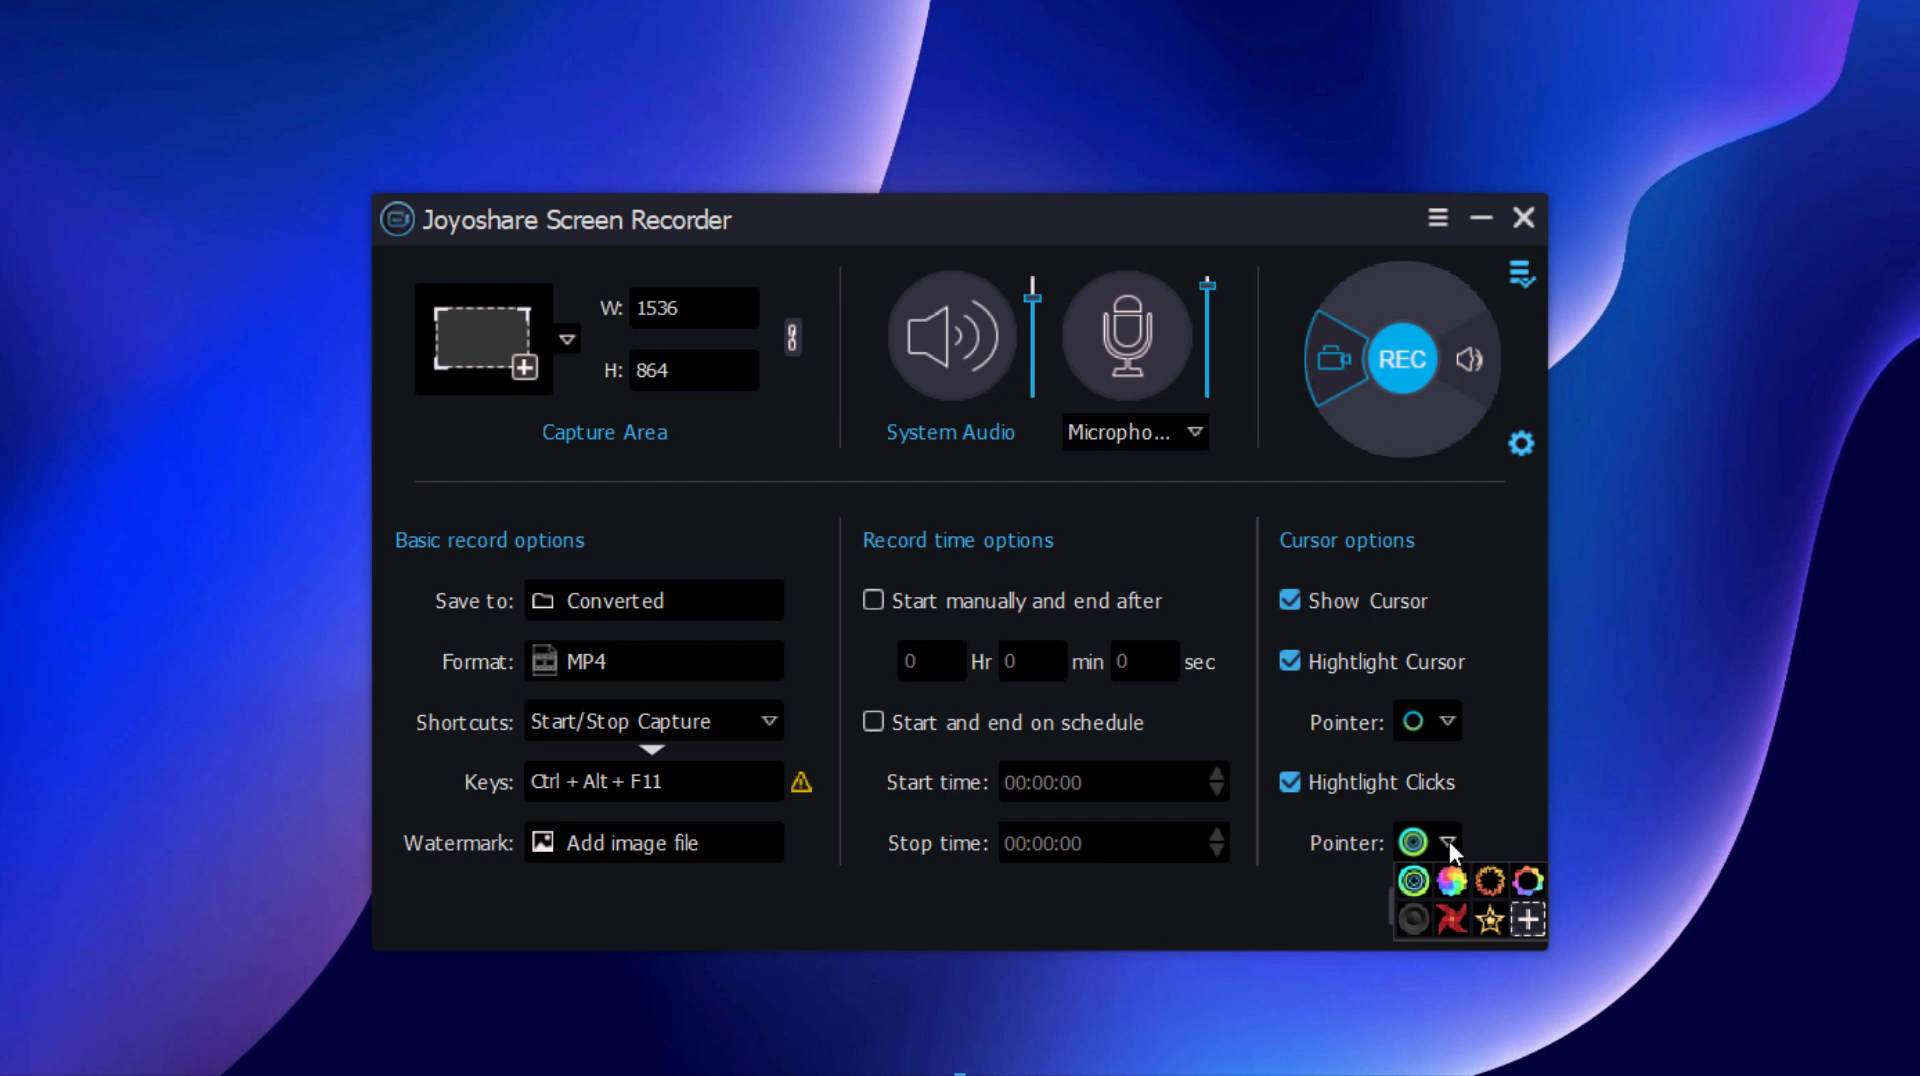 Joyoshare Screen Recorder
W: 1536
H: 864
Capture Area
System Audio
Micropho...
REC
Basic record options
Save to: Converted
Format: MP4
Shortcuts: Start/Stop Capture
Keys: Ctrl + Alt + F11
Watermark: Add image file
Record time options
Start manually and end after
0 Hr 0 min 0 sec
Start and end on schedule
Start time: 00:00:00
Stop time: 00:00:00
Cursor options
Show Cursor
Hightlight Cursor
Pointer:
Hightlight Clicks
Pointer: